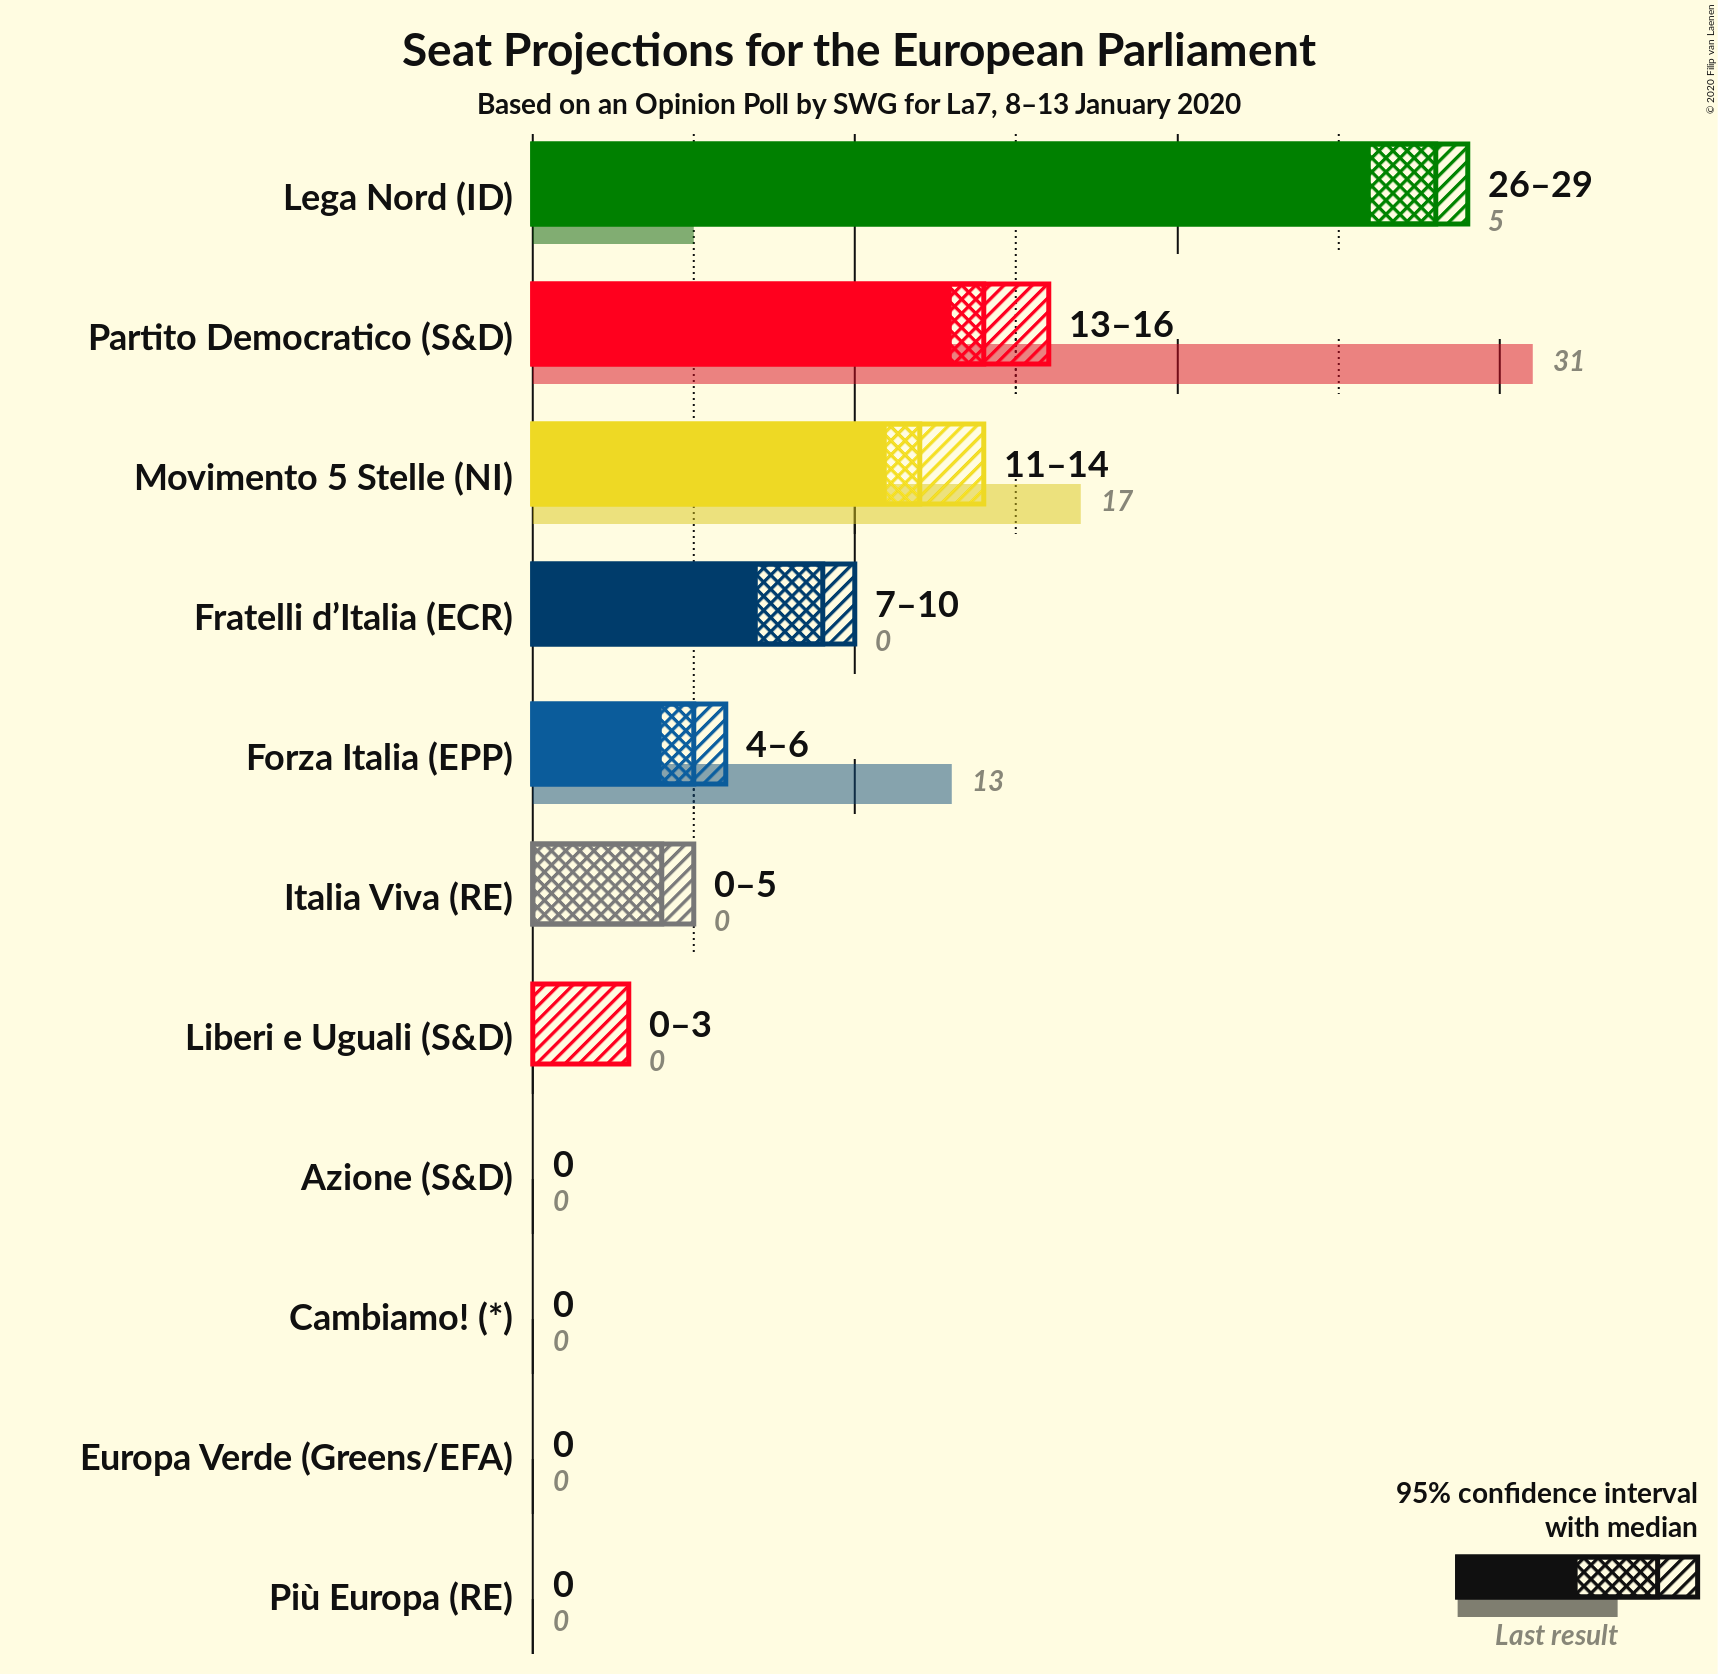 Seat Projections for the European Parliament
Based on an Opinion Poll by SWG for La7, 8–13 January 2020
© 2020 Filip van Laenen
Lega Nord (ID)
26–29
5
Partito Democratico (S&D)
13–16
31
Movimento 5 Stelle (NI)
11–14
17
Fratelli d’Italia (ECR)
7–10
0
Forza Italia (EPP)
4–6
13
Italia Viva (RE)
0–5
0
Liberi e Uguali (S&D)
0–3
0
Azione (S&D)
0
0
Cambiamo! (*)
0
0
Europa Verde (Greens/EFA)
0
0
Più Europa (RE)
0
0
95% confidence interval
with median
Last result